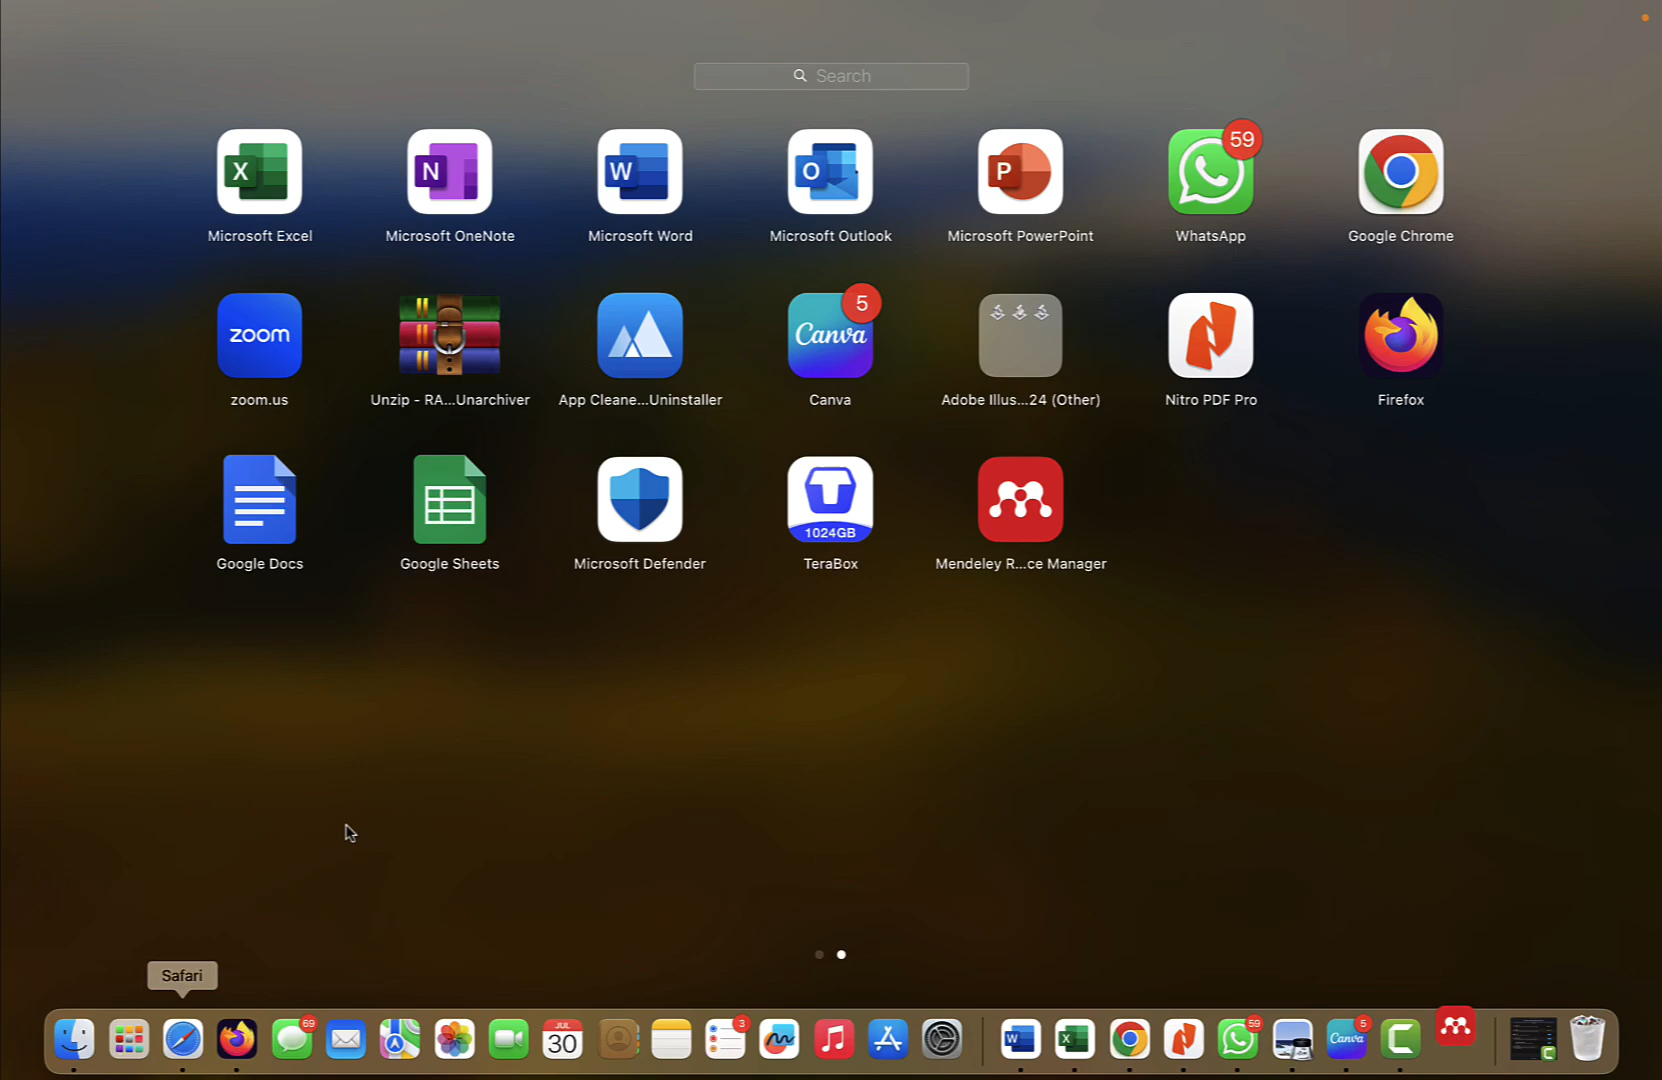 Search
59
X
N
W
O
P
Microsoft Excel
Microsoft OneNote
Microsoft Word
Microsoft Outlook
Microsoft PowerPoint
WhatsApp
Google Chrome
5
zoom
Canva
zoom.us
Unzip - RA...Unarchiver
App Cleane...Uninstaller
Canva
Adobe Illus...24 (Other)
Nitro PDF Pro
Firefox
1024GB
Google Docs
Google Sheets
Microsoft Defender
TeraBox
Mendeley R...ce Manager
Safari
69
JUL
30
3
W
X
59
5
Canva